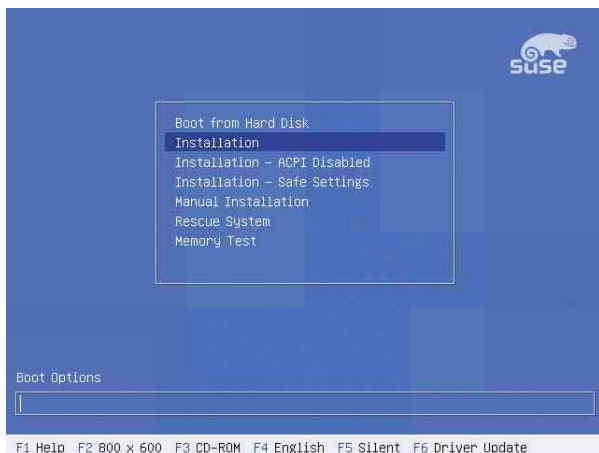 suse
Boot from Hard Disk
Installation
Installation – ACPI Disabled
Installation – Safe Settings
Manual Installation
Rescue System
Memory Test
Boot Options
F1 Help F2 800 x 600 F3 CD-ROM F4 English F5 Silent F6 Driver Update